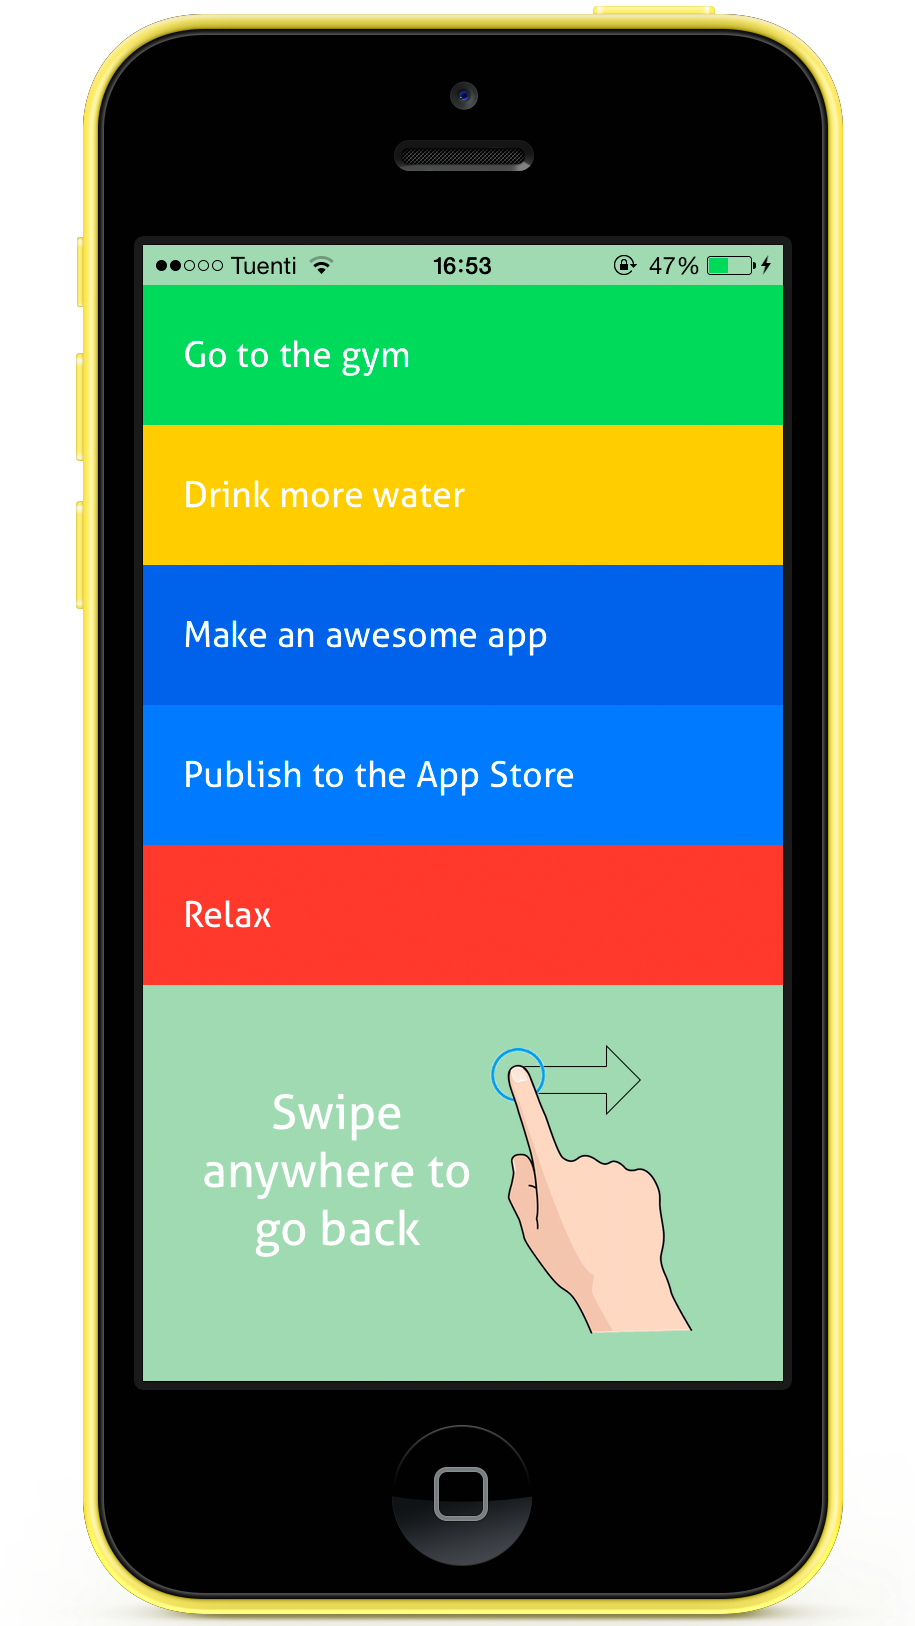 Tuenti 16:53 47%
Go to the gym
Drink more water
Make an awesome app
Publish to the App Store
Relax
Swipe
anywhere to
go back